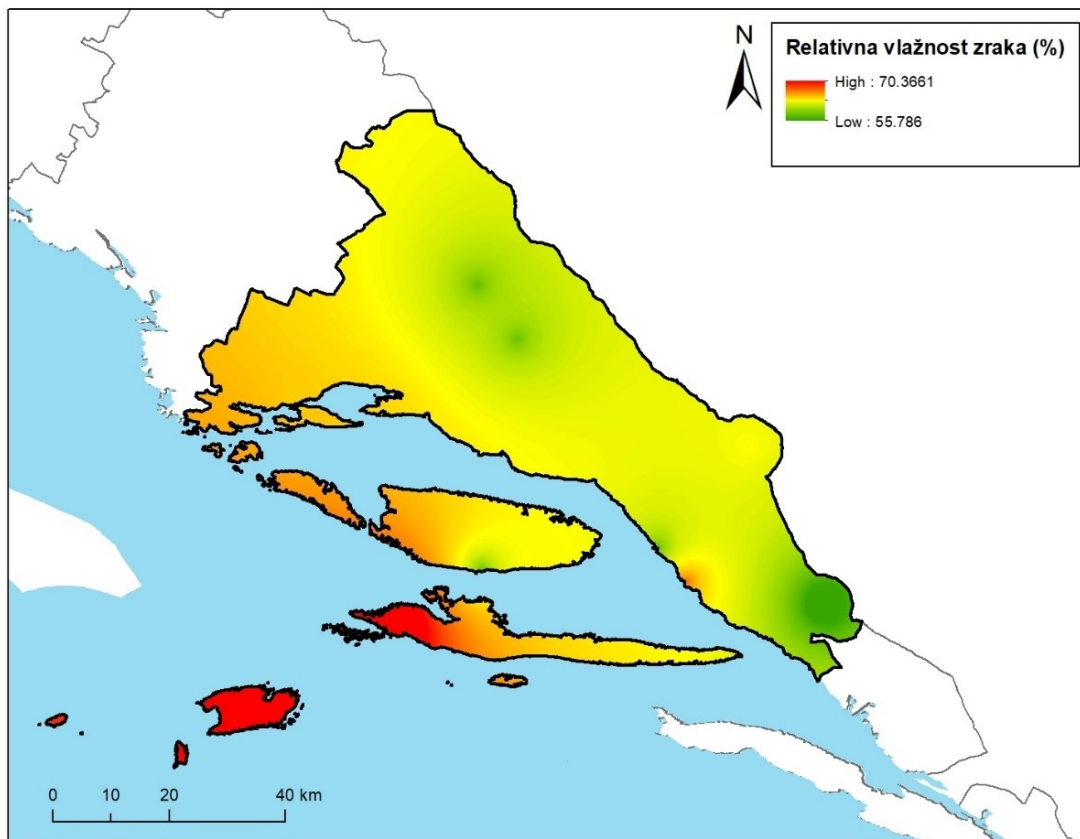 N
Relativna vlažnost zraka (%)
High : 70.3661
Low : 55.786
0 10 20 40 km